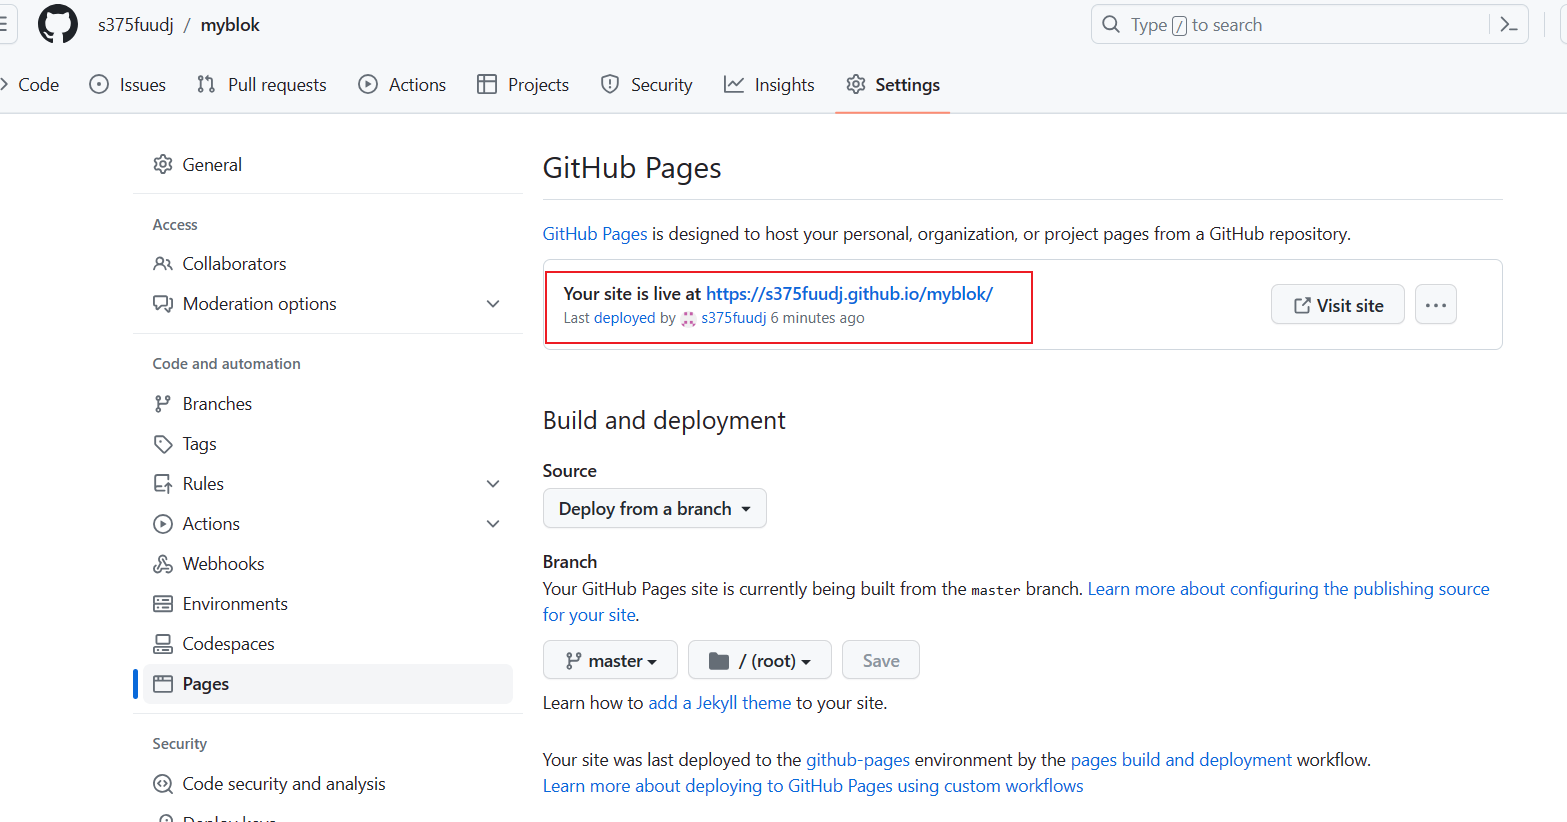 s375fuudj / myblok
Type / to search
Code
Issues
Pull requests
Actions
Projects
Security
Insights
Settings
General
Access
Collaborators
Moderation options
Code and automation
Branches
Tags
Rules
Actions
Webhooks
Environments
Codespaces
Pages
Security
Code security and analysis
Deploy keys
GitHub Pages
GitHub Pages is designed to host your personal, organization, or project pages from a GitHub repository.
Your site is live at https://s375fuudj.github.io/myblok/
Last deployed by s375fuudj 6 minutes ago
Visit site
Build and deployment
Source
Deploy from a branch
Branch
Your GitHub Pages site is currently being built from the master branch. Learn more about configuring the publishing source
for your site.
master
/ (root)
Save
Learn how to add a Jekyll theme to your site.
Your site was last deployed to the github-pages environment by the pages build and deployment workflow.
Learn more about deploying to GitHub Pages using custom workflows